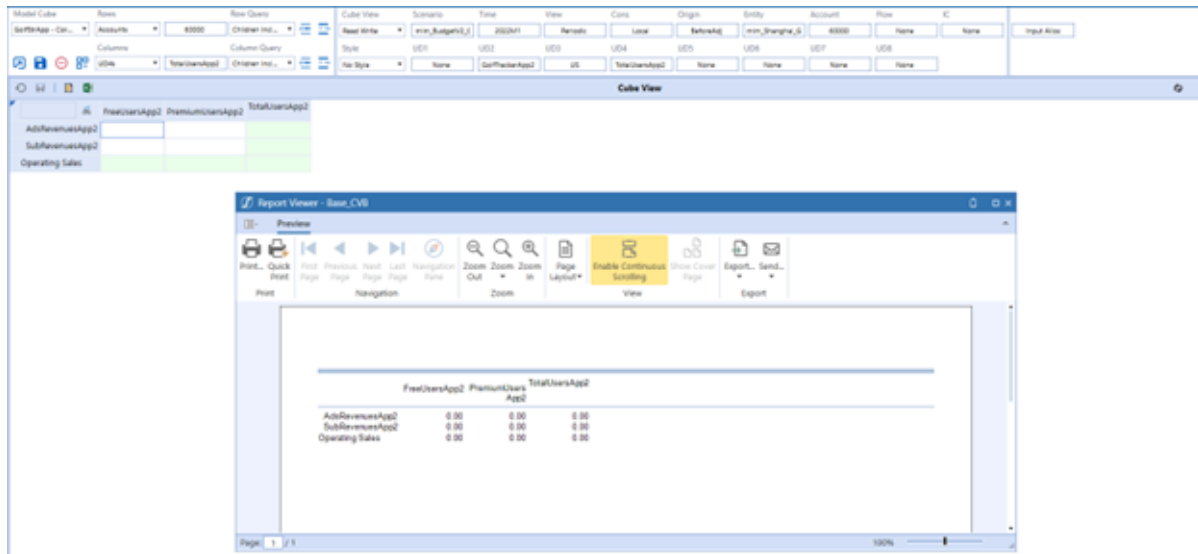 Model Cube Rows Row Query Cube View Scenario Time View Cons Origin Entity Account Flow IC
Accounts 60000 Children Incl... Read Write 2022M1 Periodic Local BeforeAdj 60000 None None Input Alias
Columns Column Query Style UD1 UD2 UD3 UD4 UD5 UD6 UD7 UD8
UD4s TotalUsersApp2 Children Incl... No Style None US TotalUsersApp2 None None None None
Cube View
FreeUsersApp2 PremiumUsersApp2 TotalUsersApp2
AdsRevenuesApp2
SubRevenuesApp2
Operating Sales
Report Viewer - Base_CVB
Preview
Print... Quick Print First Page Previous Page Next Page Last Page Navigation Pane Zoom Out Zoom Zoom In Page Layout Enable Continuous Scrolling Show Cover Page Export... Send...
Print Navigation Zoom View Export
FreeUsersApp2 PremiumUsers App2 TotalUsersApp2
AdsRevenuesApp2 0.00 0.00 0.00
SubRevenuesApp2 0.00 0.00 0.00
Operating Sales 0.00 0.00 0.00
Page: 1 / 1 100%